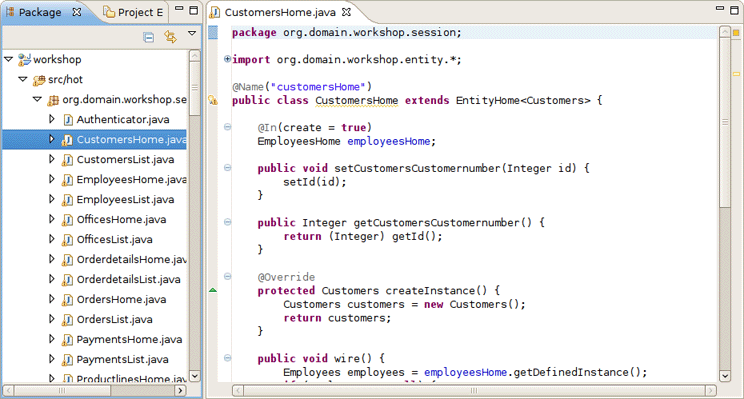 Package
Project E
workshop
src/hot
org.domain.workshop.se
Authenticator.java
CustomersHome.java
CustomersList.java
EmployeesHome.java
EmployeesList.java
OfficesHome.java
OfficesList.java
OrderdetailsHome.jav
OrderdetailsList.java
OrdersHome.java
OrdersList.java
PaymentsHome.java
PaymentsList.java
ProductlinesHome.java
CustomersHome.java
package org.domain.workshop.session;
import org.domain.workshop.entity.*;
@Name("customersHome")
public class CustomersHome extends EntityHome<Customers> {
@In(create = true)
EmployeesHome employeesHome;
public void setCustomersCustomernumber(Integer id) {
setId(id);
}
public Integer getCustomersCustomernumber() {
return (Integer) getId();
}
@Override
protected Customers createInstance() {
Customers customers = new Customers();
return customers;
}
public void wire() {
Employees employees = employeesHome.getDefinedInstance();